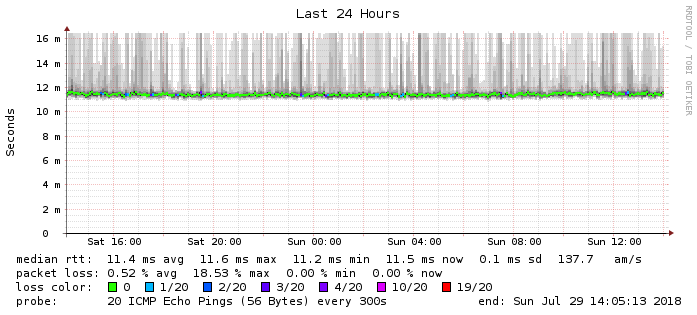 Last 24 Hours
RRDTOOL / TOBI OETIKER
Seconds
16 m
14 m
12 m
10 m
8 m
6 m
4 m
2 m
0
Sat 16:00 Sat 20:00 Sun 00:00 Sun 04:00 Sun 08:00 Sun 12:00
median rtt: 11.4 ms avg 11.6 ms max 11.2 ms min 11.5 ms now 0.1 ms sd 137.7 am/s
packet loss: 0.52 % avg 18.53 % max 0.00 % min 0.00 % now
loss color: 0 1/20 2/20 3/20 4/20 10/20 19/20
probe: 20 ICMP Echo Pings (56 Bytes) every 300s end: Sun Jul 29 14:05:13 2018